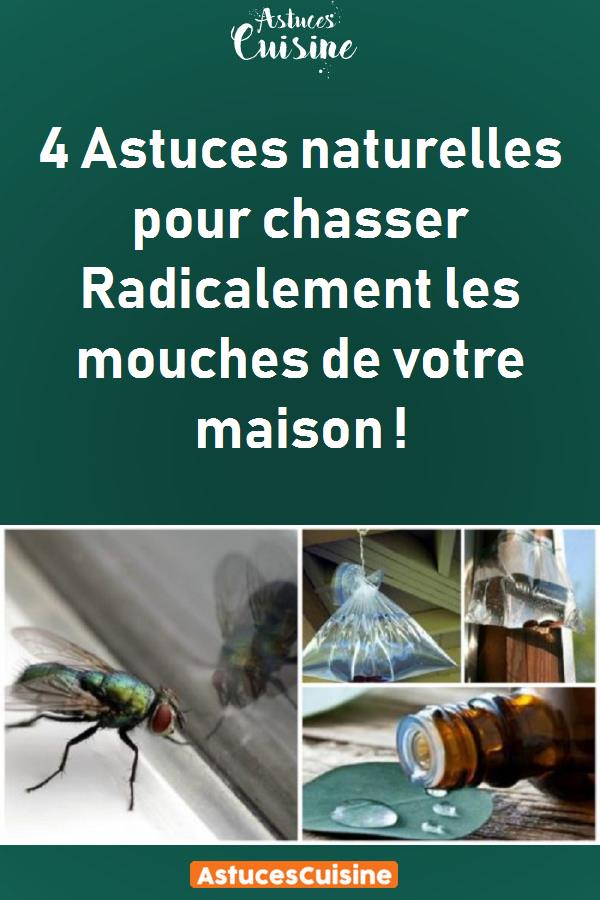 Astuces
Cuisine
4 Astuces naturelles
pour chasser
Radicalement les
mouches de votre
maison !
AstucesCuisine